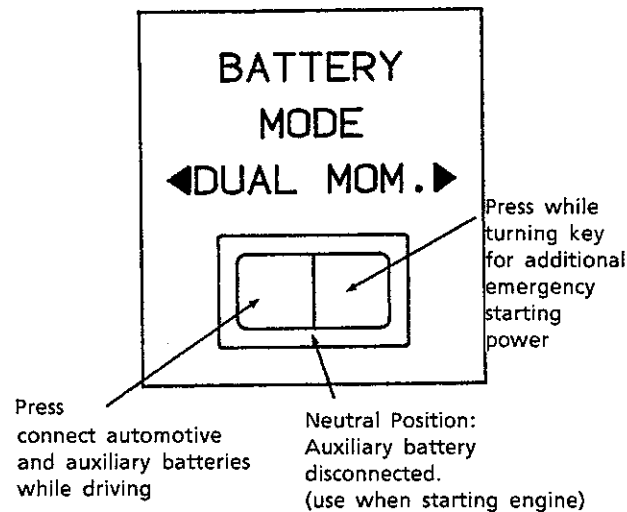 BATTERY
MODE
◀DUAL MOM.▶
Press while
turning key
for additional
emergency
starting
power
Press
connect automotive
and auxiliary batteries
while driving
Neutral Position:
Auxiliary battery
disconnected.
(use when starting engine)